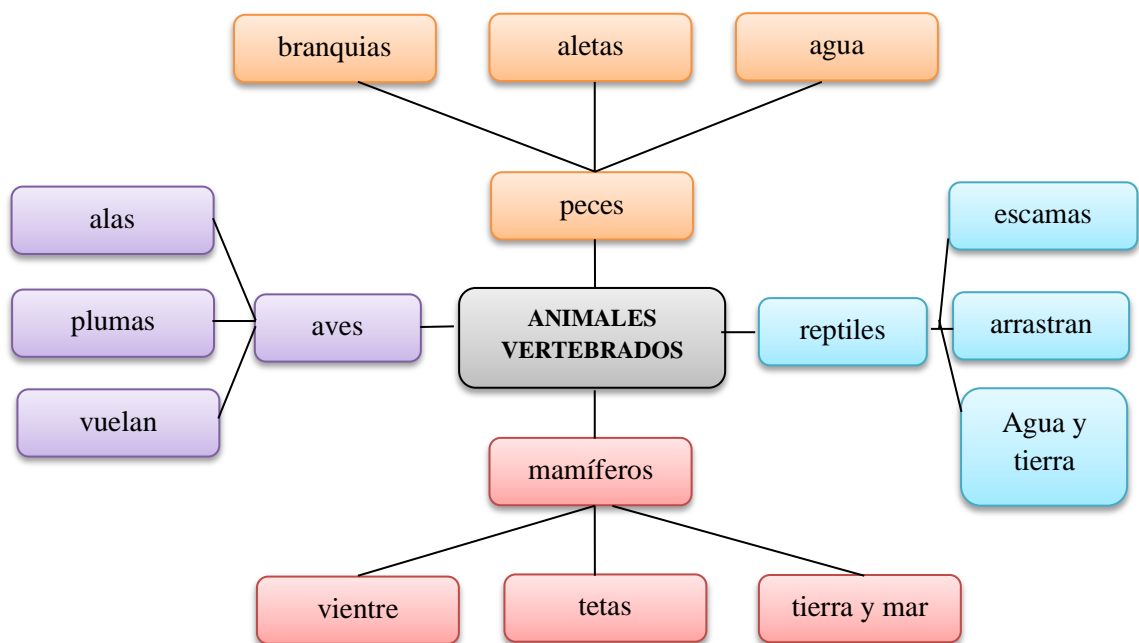 branquias
aletas
agua
peces
alas
plumas
vuelan
aves
ANIMALES
VERTEBRADOS
reptiles
escamas
arrastran
Agua y
tierra
mamíferos
vientre
tetas
tierra y mar